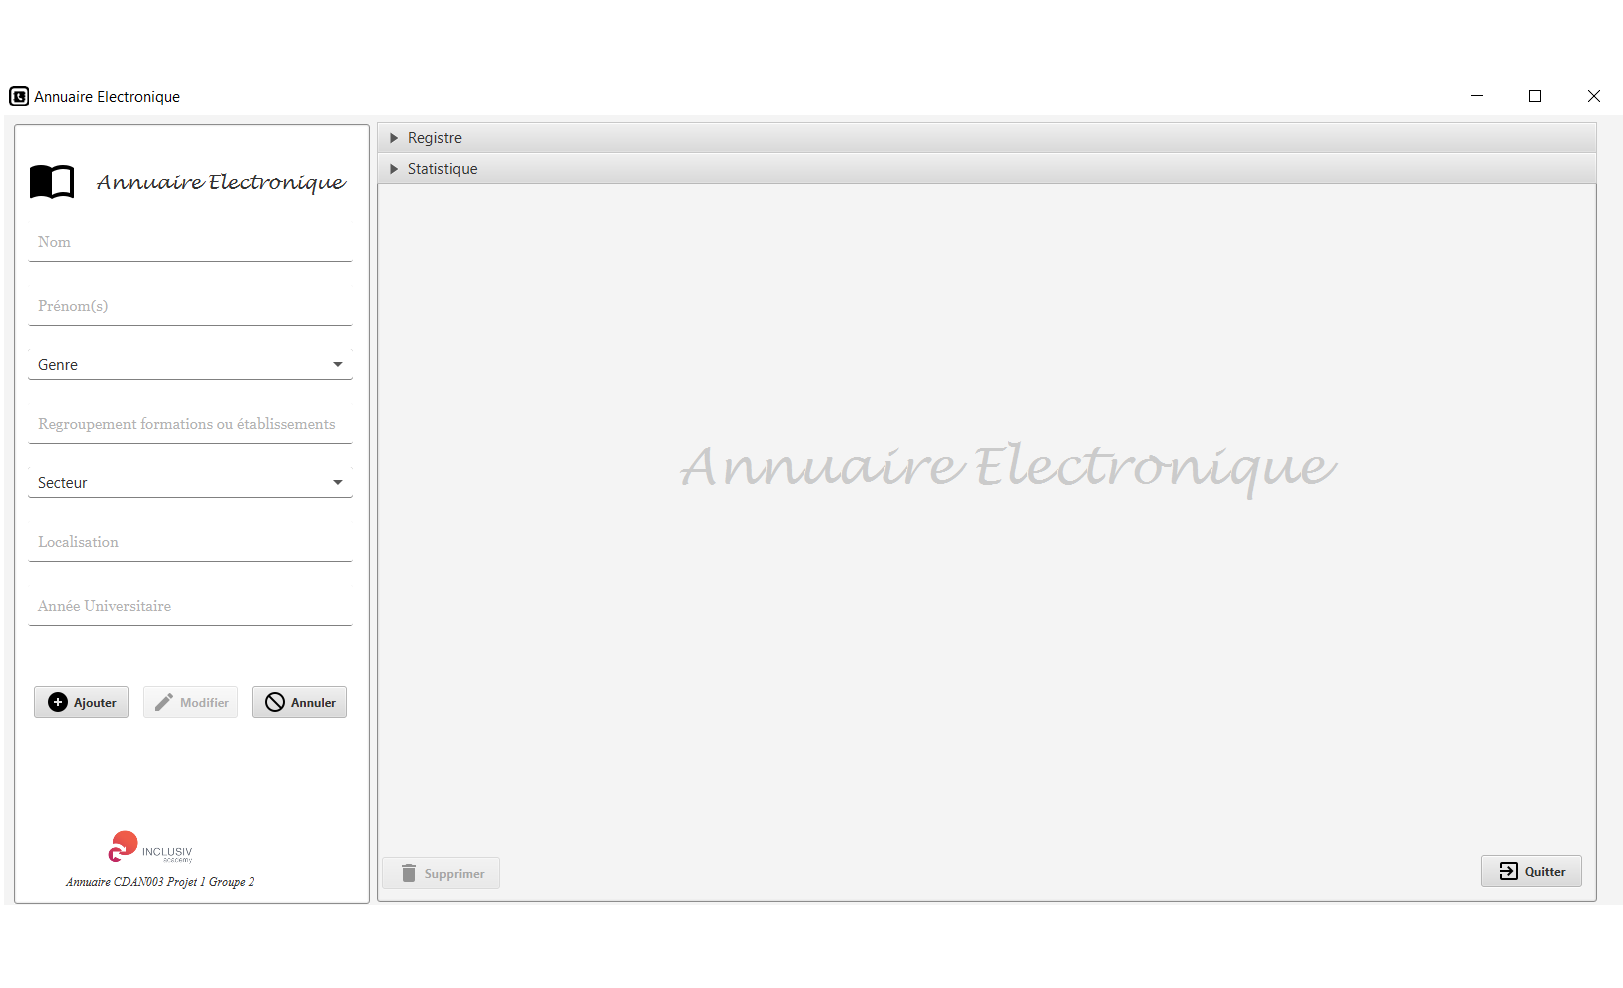 Annuaire Electronique
Annuaire Electronique
Nom
Prénom(s)
Genre
Regroupement formations ou établissements
Secteur
Localisation
Année Universitaire
Ajouter
Modifier
Annuler
INCLUSIV
academy
Annuaire CDAN003 Projet 1 Groupe 2
Registre
Statistique
Annuaire Electronique
Supprimer
Quitter